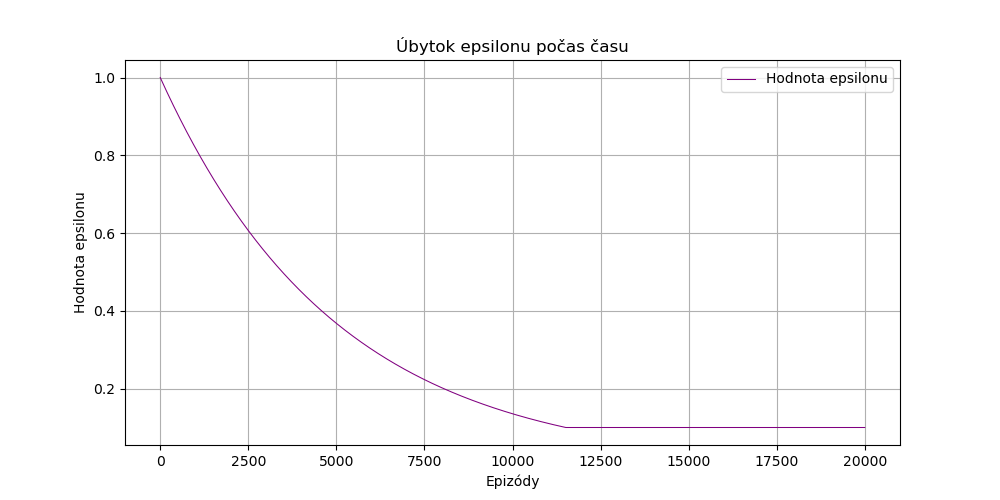 Úbytok epsilonu počas času
Hodnota epsilonu
1.0
0.8
0.6
0.4
0.2
Hodnota epsilonu
0 2500 5000 7500 10000 12500 15000 17500 20000
Epizódy